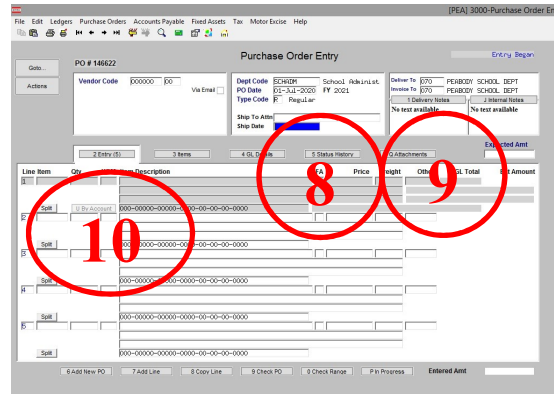 [PEA] 3000-Purchase Order En
File Edit Ledgers Purchase Orders Accounts Payable Fixed Assets Tax Motor Excise Help
Purchase Order Entry
Entry Began
Goto...
Actions
PO # 146622
Vendor Code 000000 00
Via Email
Dept Code SCHADM School Administ
PO Date 01-Jul-2020 FY 2021
Type Code R Regular
Ship To Attn
Ship Date
Deliver To 070 PEABODY SCHOOL DEPT
Invoice To 070 PEABODY SCHOOL DEPT
1 Delivery Notes J Internal Notes
No text available No text available
Expected Amt
2 Entry (5) 3 Items 4 GL Details 5 Status History Attachments
Line Item Qty Item Description FA Price GL Total Amount
1
Split U By Account 000-00000-00000-0000-00-00-00-0000
2
Split 000-00000-00000-0000-00-00-00-0000
3
Split 000-00000-00000-0000-00-00-00-0000
4
Split 000-00000-00000-0000-00-00-00-0000
5
Split 000-00000-00000-0000-00-00-00-0000
8
9
10
6 Add New PO 7 Add Line 8 Copy Line 9 Check PO 0 Check Range P In Progress Entered Amt